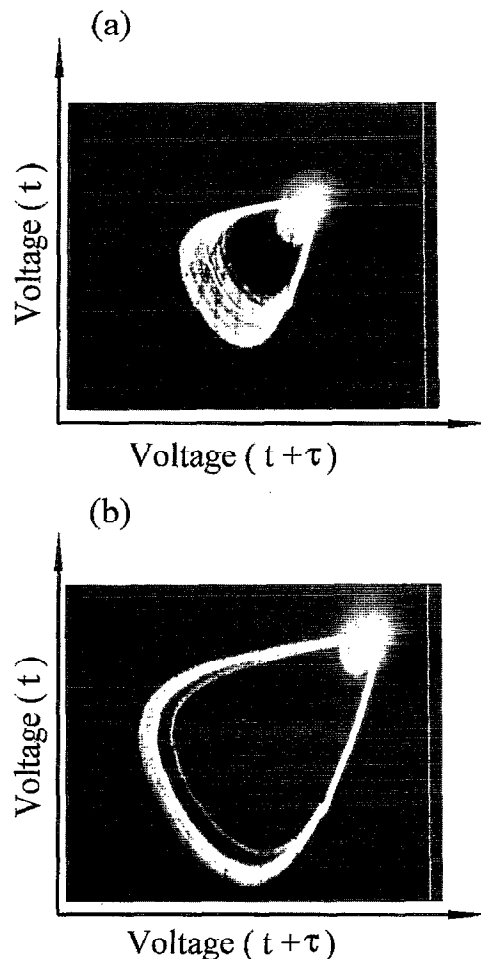 (a)
Voltage ( t )
Voltage ( t + τ )
(b)
Voltage ( t )
Voltage ( t + τ )